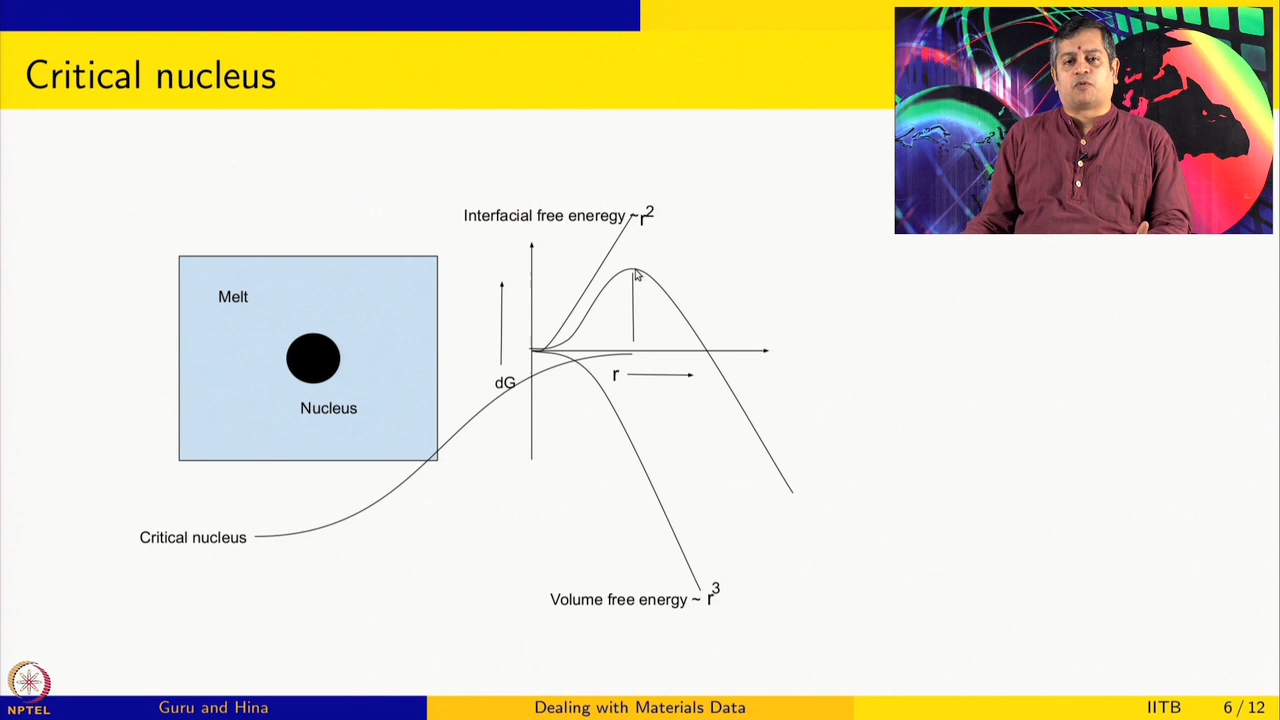 Critical nucleus
Interfacial free eneregy ~r2
Melt
Nucleus
dG
r
Critical nucleus
Volume free energy ~ r3
NPTEL
Guru and Hina
Dealing with Materials Data
IITB
6 / 12